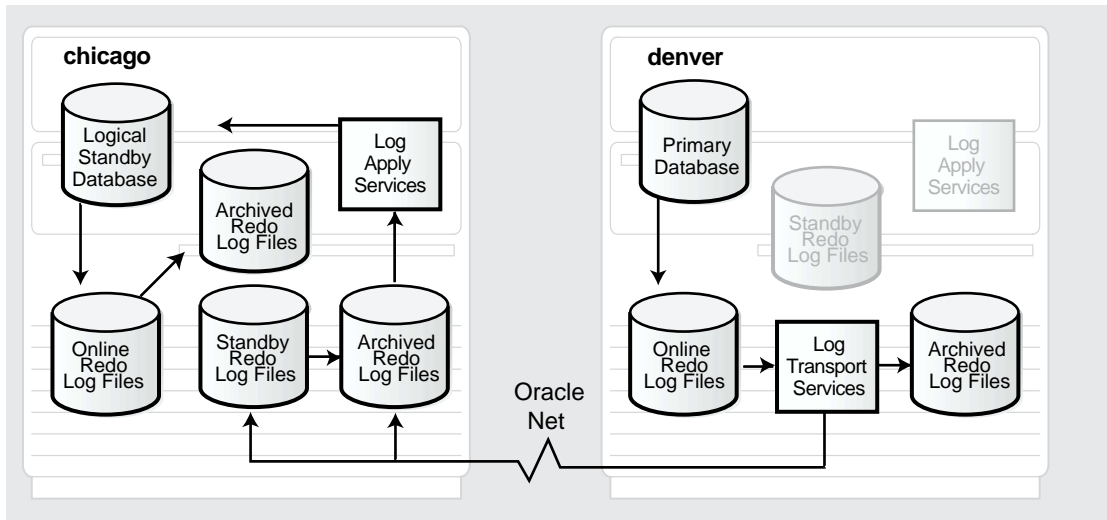 chicago
Logical
Standby
Database
Log
Apply
Services
Archived
Redo
Log Files
Online
Redo
Log Files
Standby
Redo
Log Files
Archived
Redo
Log Files
Oracle
Net
denver
Primary
Database
Log
Apply
Services
Standby
Redo
Log Files
Online
Redo
Log Files
Log
Transport
Services
Archived
Redo
Log Files